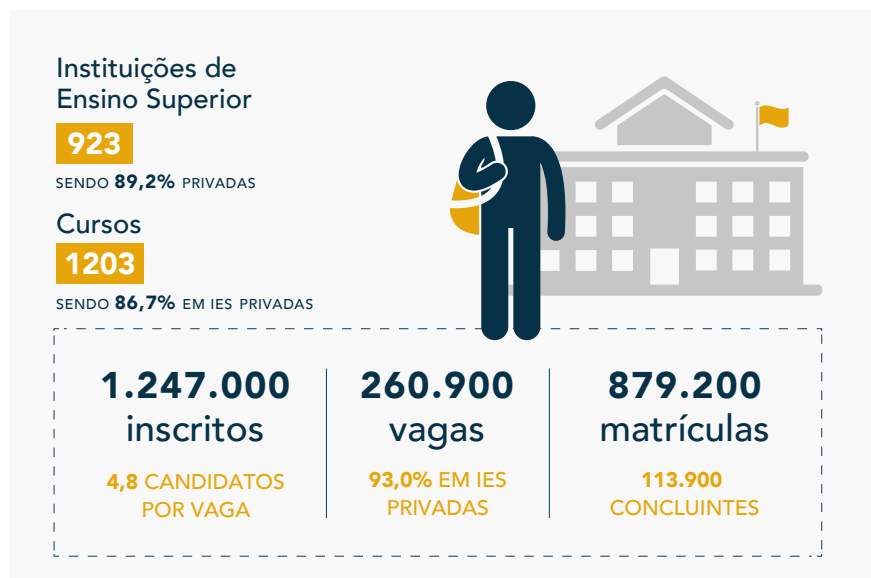 Instituições de
Ensino Superior
923
SENDO 89,2% PRIVADAS
Cursos
1203
SENDO 86,7% EM IES PRIVADAS
1.247.000
inscritos
4,8 CANDIDATOS
POR VAGA
260.900
vagas
93,0% EM IES
PRIVADAS
879.200
matrículas
113.900
CONCLUINTES